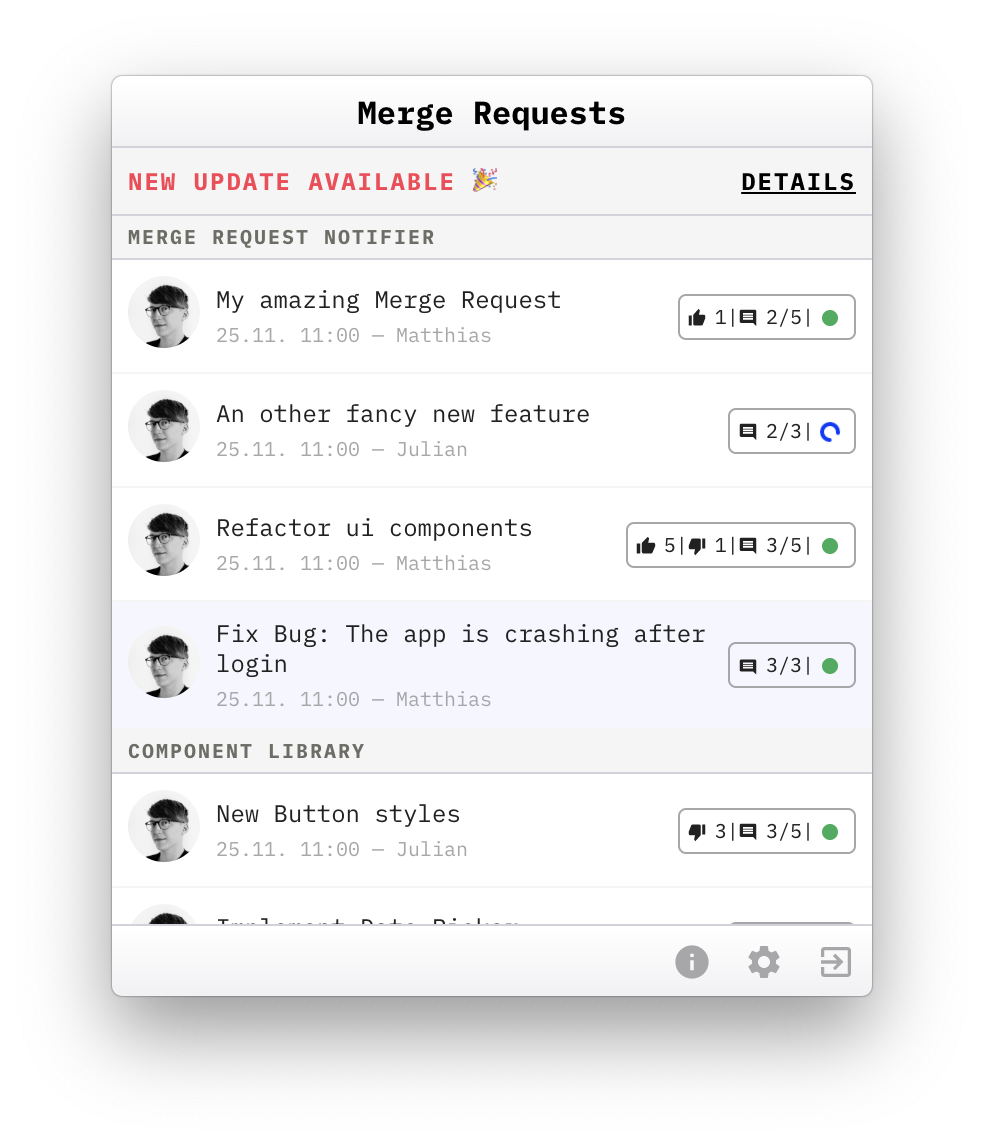 Merge Requests
NEW UPDATE AVAILABLE 🎉 DETAILS
MERGE REQUEST NOTIFIER
My amazing Merge Request
25.11. 11:00 — Matthias
1| 2/5|
An other fancy new feature
25.11. 11:00 — Julian
2/3|
Refactor ui components
25.11. 11:00 — Matthias
5| 1| 3/5|
Fix Bug: The app is crashing after
login
25.11. 11:00 — Matthias
3/3|
COMPONENT LIBRARY
New Button styles
25.11. 11:00 — Julian
3| 3/5|